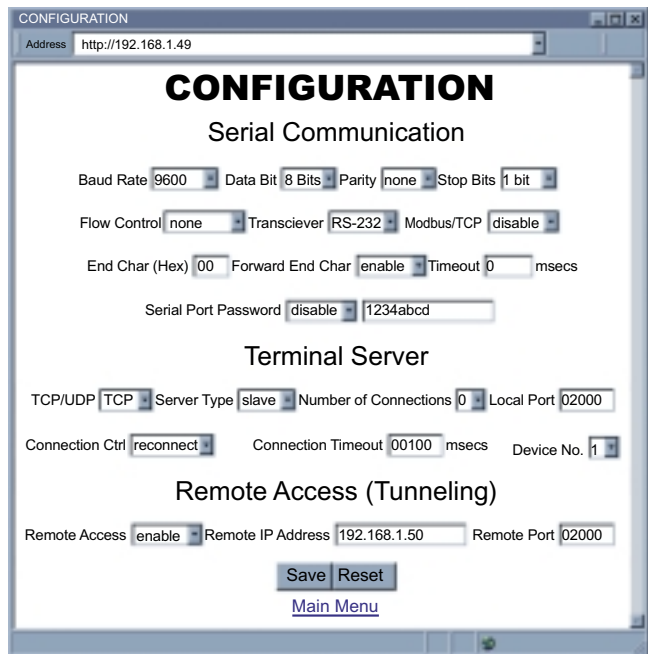 CONFIGURATION
Address http://192.168.1.49
CONFIGURATION
Serial Communication
Baud Rate 9600 Data Bit 8 Bits Parity none Stop Bits 1 bit
Flow Control none Transciever RS-232 Modbus/TCP disable
End Char (Hex) 00 Forward End Char enable Timeout 0 msecs
Serial Port Password disable 1234abcd
Terminal Server
TCP/UDP TCP Server Type slave Number of Connections 0 Local Port 02000
Connection Ctrl reconnect Connection Timeout 00100 msecs Device No. 1
Remote Access (Tunneling)
Remote Access enable Remote IP Address 192.168.1.50 Remote Port 02000
Save Reset
Main Menu